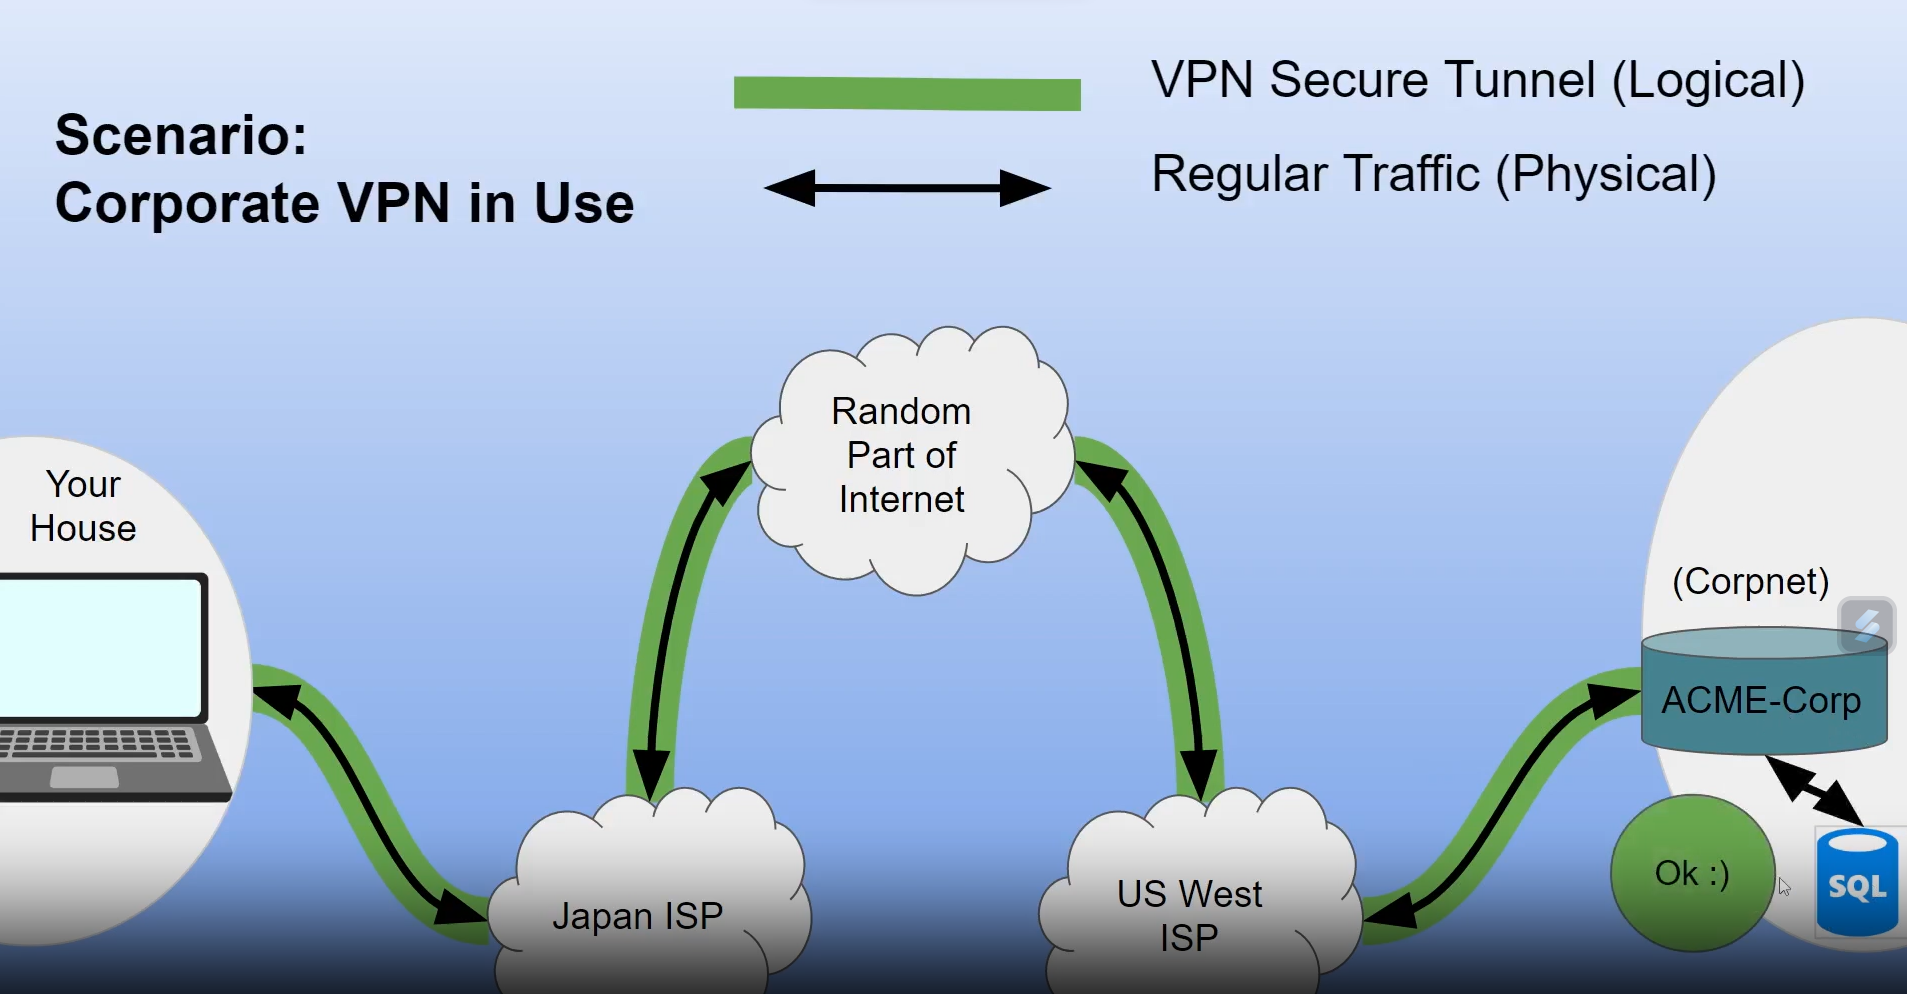 Scenario:
Corporate VPN in Use
VPN Secure Tunnel (Logical)
Regular Traffic (Physical)
Random
Part of
Internet
Your
House
(Corpnet)
ACME-Corp
Japan ISP
US West
ISP
Ok :)
SQL